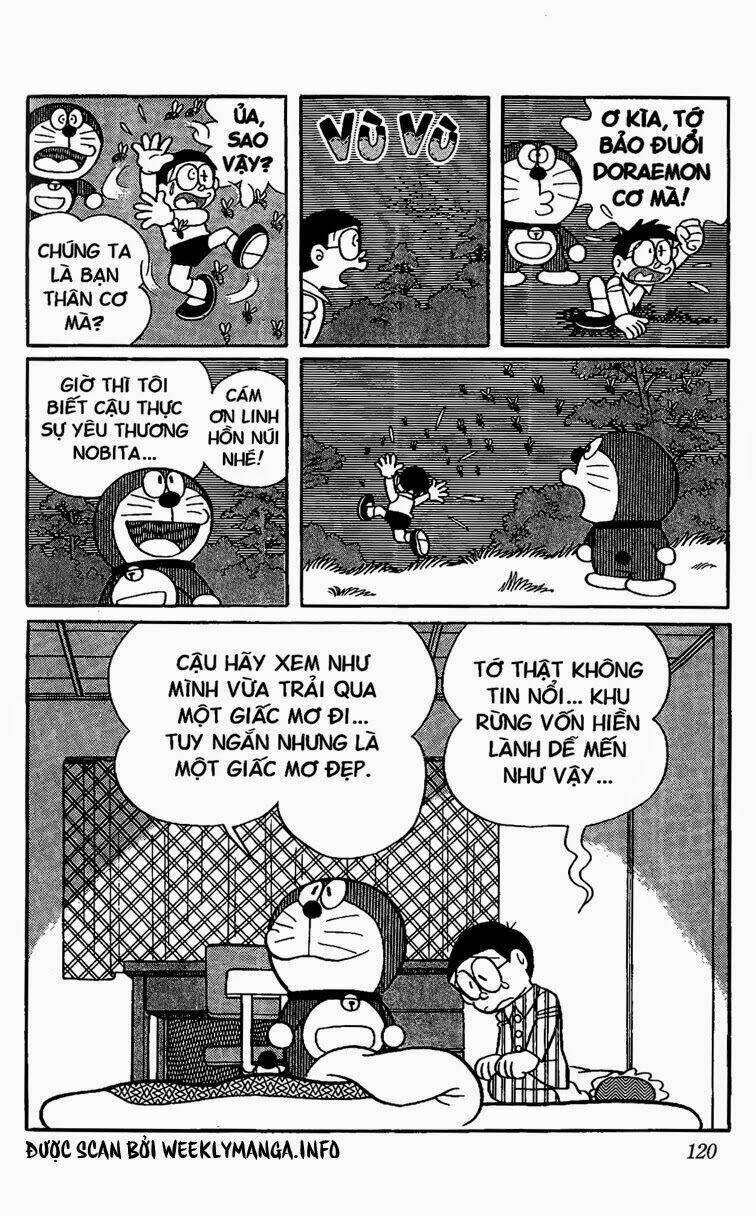 Ơ KÌA, TỚ
BẢO ĐUỔI
DORAEMON
CƠ MÀ!
VÙ VÙ
ỦA,
SAO
VẬY?
CHÚNG TA
LÀ BẠN
THÂN CƠ
MÀ?
CÁM
ƠN LINH
HỒN NÚI
NHÉ!
GIỜ THÌ TÔI
BIẾT CẬU THỰC
SỰ YÊU THƯƠNG
NOBITA...
TỚ THẬT KHÔNG
TIN NỔI... KHU
RỪNG VỐN HIỀN
LÀNH DỄ MẾN
NHƯ VẬY...
CẬU HÃY XEM NHƯ
MÌNH VỪA TRẢI QUA
MỘT GIẤC MƠ ĐI...
TUY NGẮN NHƯNG LÀ
MỘT GIẤC MƠ ĐẸP.
ĐƯỢC SCAN BỞI WEEKLYMANGA.INFO
120